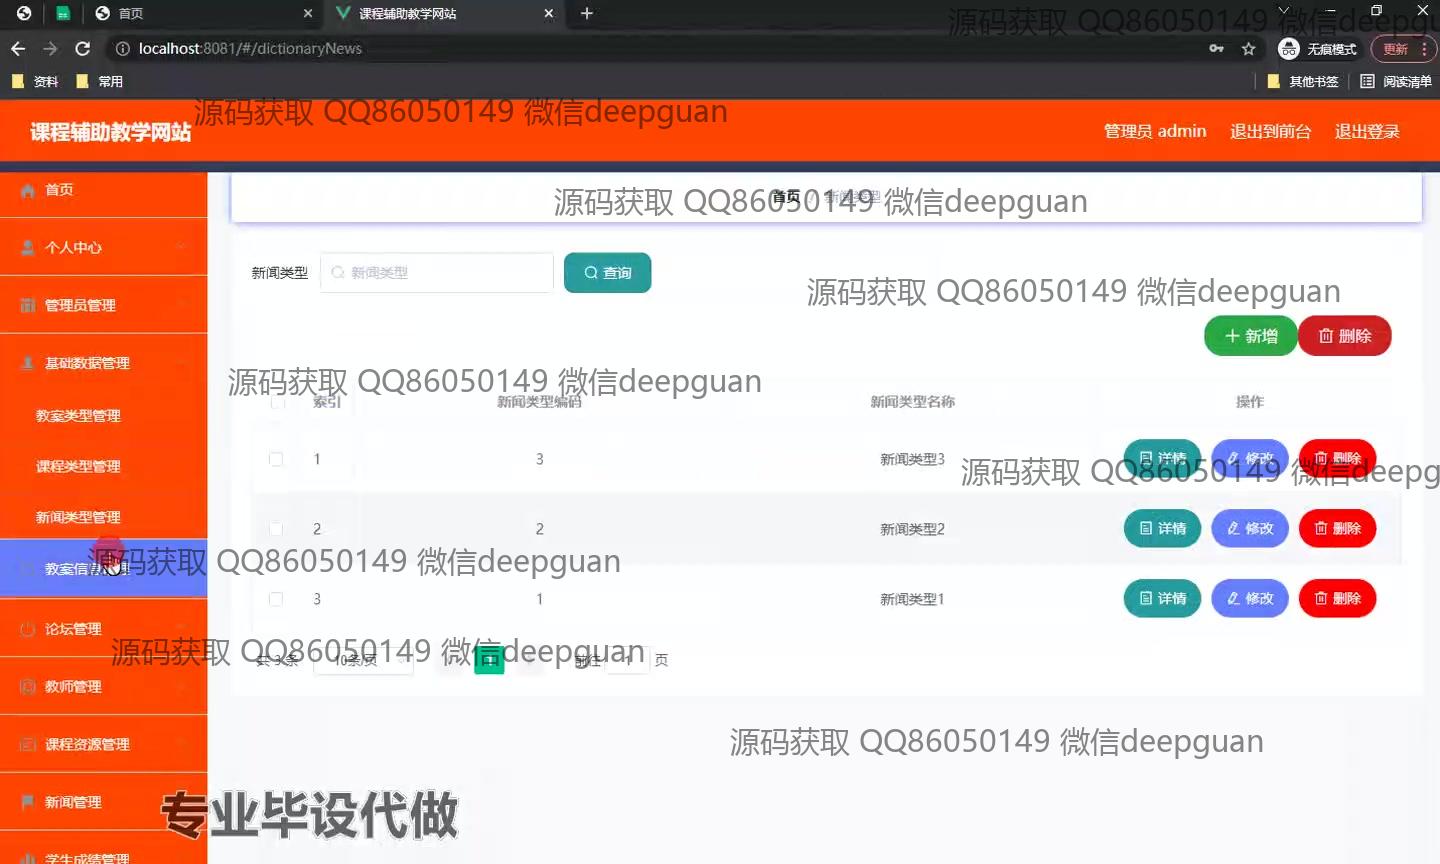 首页
课程辅助教学网站
源码获取 QQ86050149 微信deepgu
localhost:8081/#/dictionaryNews
无痕模式
更新
资料
常用
其他书签
阅读清单
源码获取 QQ86050149 微信deepguan
课程辅助教学网站
管理员 admin
退出到前台
退出登录
首页
源码获取 QQ86050149 微信deepguan
首页
新闻类型
个人中心
新闻类型
新闻类型
查询
源码获取 QQ86050149 微信deepguan
管理员管理
新增
删除
基础数据管理
源码获取 QQ86050149 微信deepguan
索引
新闻类型编码
新闻类型名称
操作
教案类型管理
1
3
新闻类型3
详情
修改
删除
源码获取 QQ86050149 微信deepg
课程类型管理
新闻类型管理
2
2
新闻类型2
详情
修改
删除
源码获取 QQ86050149 微信deepguan
教案信息管理
3
1
新闻类型1
详情
修改
删除
论坛管理
源码获取 QQ86050149 微信deepguan
共 3 条
10条/页
1
前往
1
页
教师管理
课程资源管理
源码获取 QQ86050149 微信deepguan
新闻管理
专业毕设代做
学生成绩管理